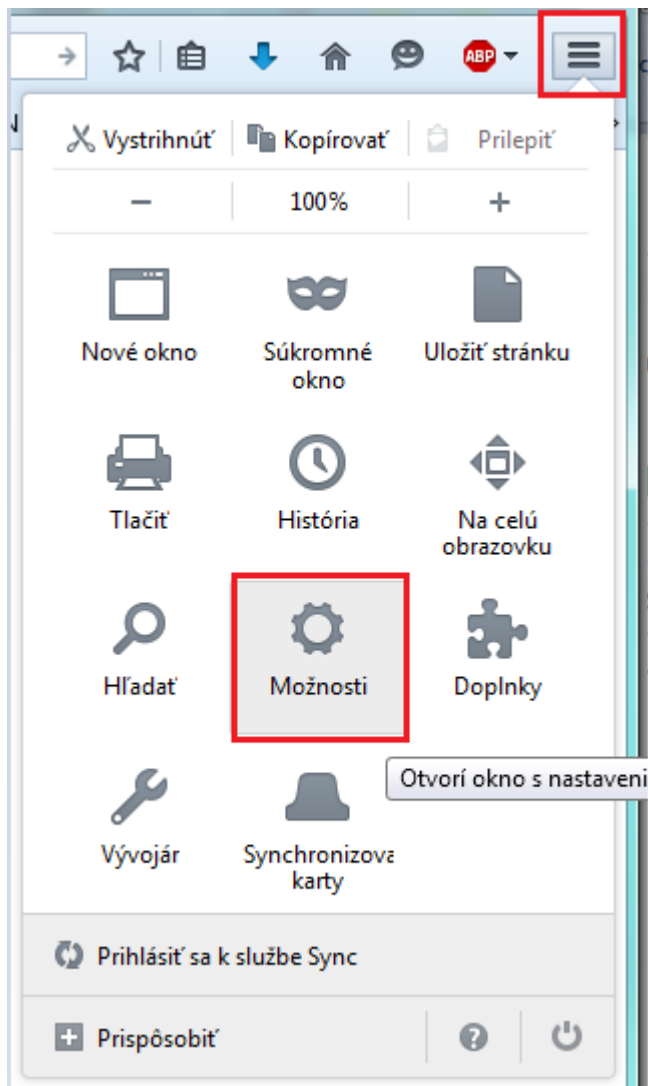 ABP
Vystrihnúť Kopírovať Prilepiť
− 100% +
Nové okno
Súkromné
okno
Uložiť stránku
Tlačiť
História
Na celú
obrazovku
Hľadať
Možnosti
Doplnky
Otvorí okno s nastaveni
Vývojár
Synchronizova
karty
Prihlásiť sa k službe Sync
Prispôsobiť
?